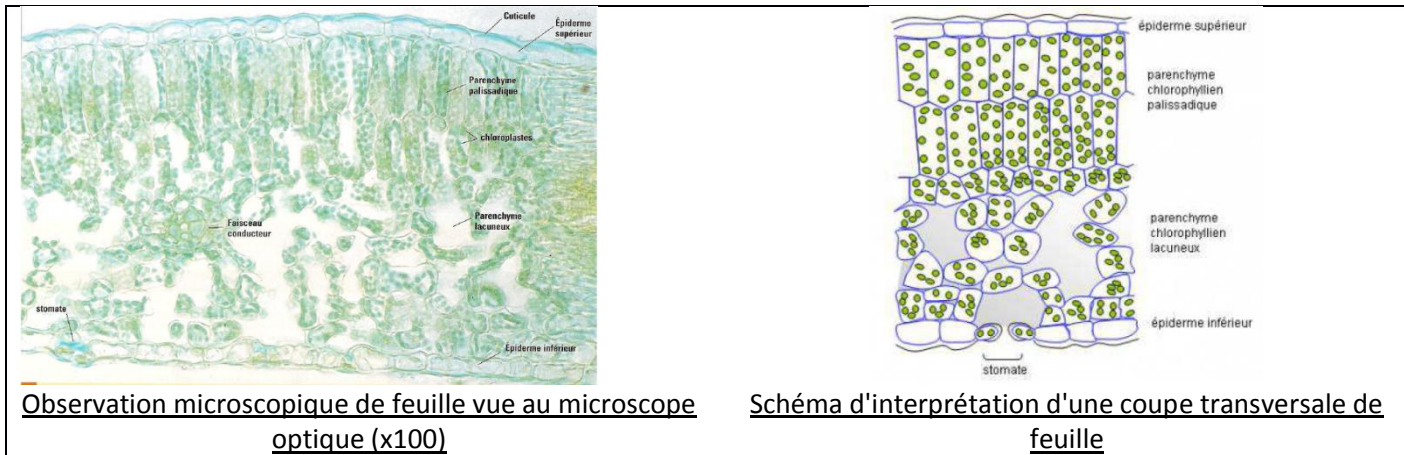 Cuticule
Épiderme
supérieur
Parenchyme
palissadique
chloroplastes
Faisceau
conducteur
Parenchyme
lacuneux
stomate
Épiderme inférieur
Observation microscopique de feuille vue au microscope
optique (x100)
épiderme supérieur
parenchyme
chlorophyllien
palissadique
parenchyme
chlorophyllien
lacuneux
épiderme inférieur
stomate
Schéma d'interprétation d'une coupe transversale de
feuille